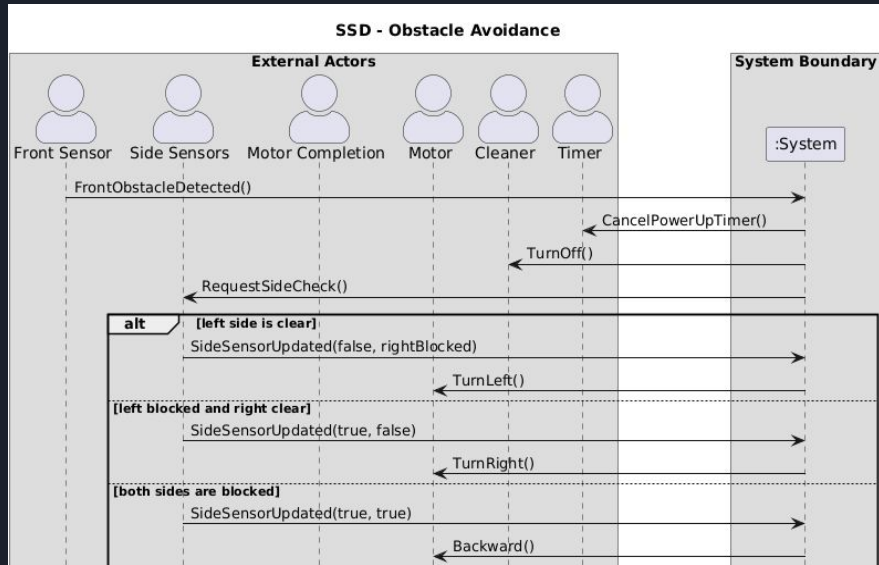 SSD - Obstacle Avoidance
External Actors
System Boundary
Front Sensor
Side Sensors
Motor Completion
Motor
Cleaner
Timer
:System
FrontObstacleDetected()
CancelPowerUpTimer()
TurnOff()
RequestSideCheck()
alt
[left side is clear]
SideSensorUpdated(false, rightBlocked)
TurnLeft()
[left blocked and right clear]
SideSensorUpdated(true, false)
TurnRight()
[both sides are blocked]
SideSensorUpdated(true, true)
Backward()